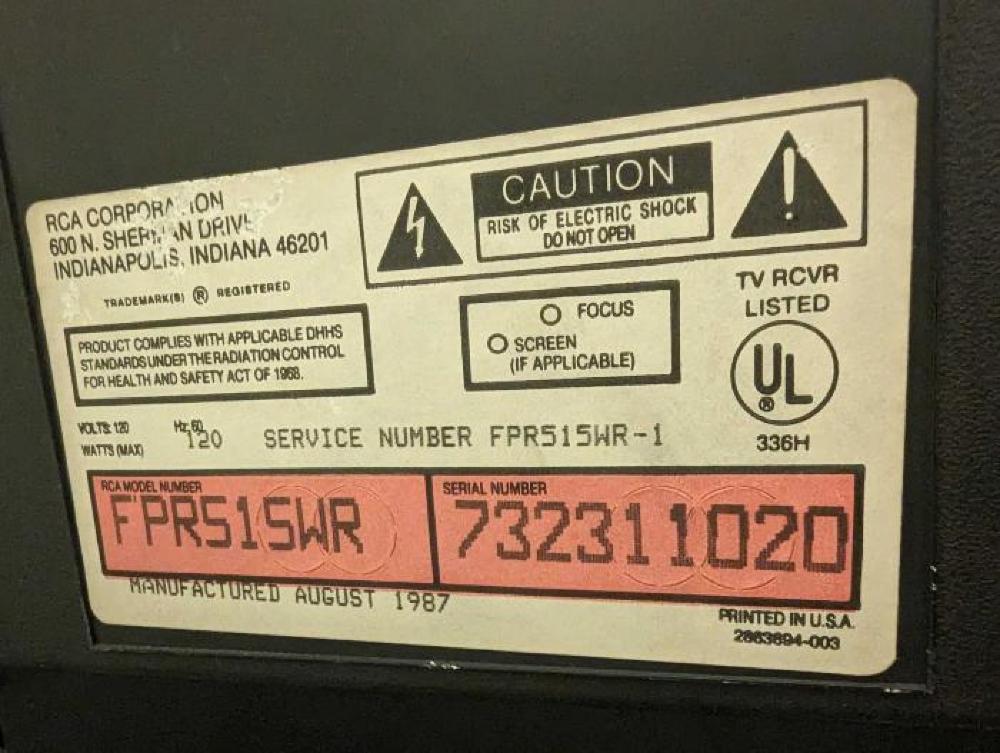 RCA CORPORATION
600 N. SHERMAN DRIVE
INDIANAPOLIS, INDIANA 46201
TRADEMARK(S) ® REGISTERED
CAUTION
RISK OF ELECTRIC SHOCK
DO NOT OPEN
PRODUCT COMPLIES WITH APPLICABLE DHHS
STANDARDS UNDER THE RADIATION CONTROL
FOR HEALTH AND SAFETY ACT OF 1968.
FOCUS
SCREEN
(IF APPLICABLE)
TV RCVR
LISTED
UL
®
336H
VOLTS: 120 Hz: 60
WATTS (MAX) 120
SERVICE NUMBER FPR515WR-1
RCA MODEL NUMBER
FPR515WR
SERIAL NUMBER
732311020
MANUFACTURED AUGUST 1987
PRINTED IN U.S.A.
2863894-003